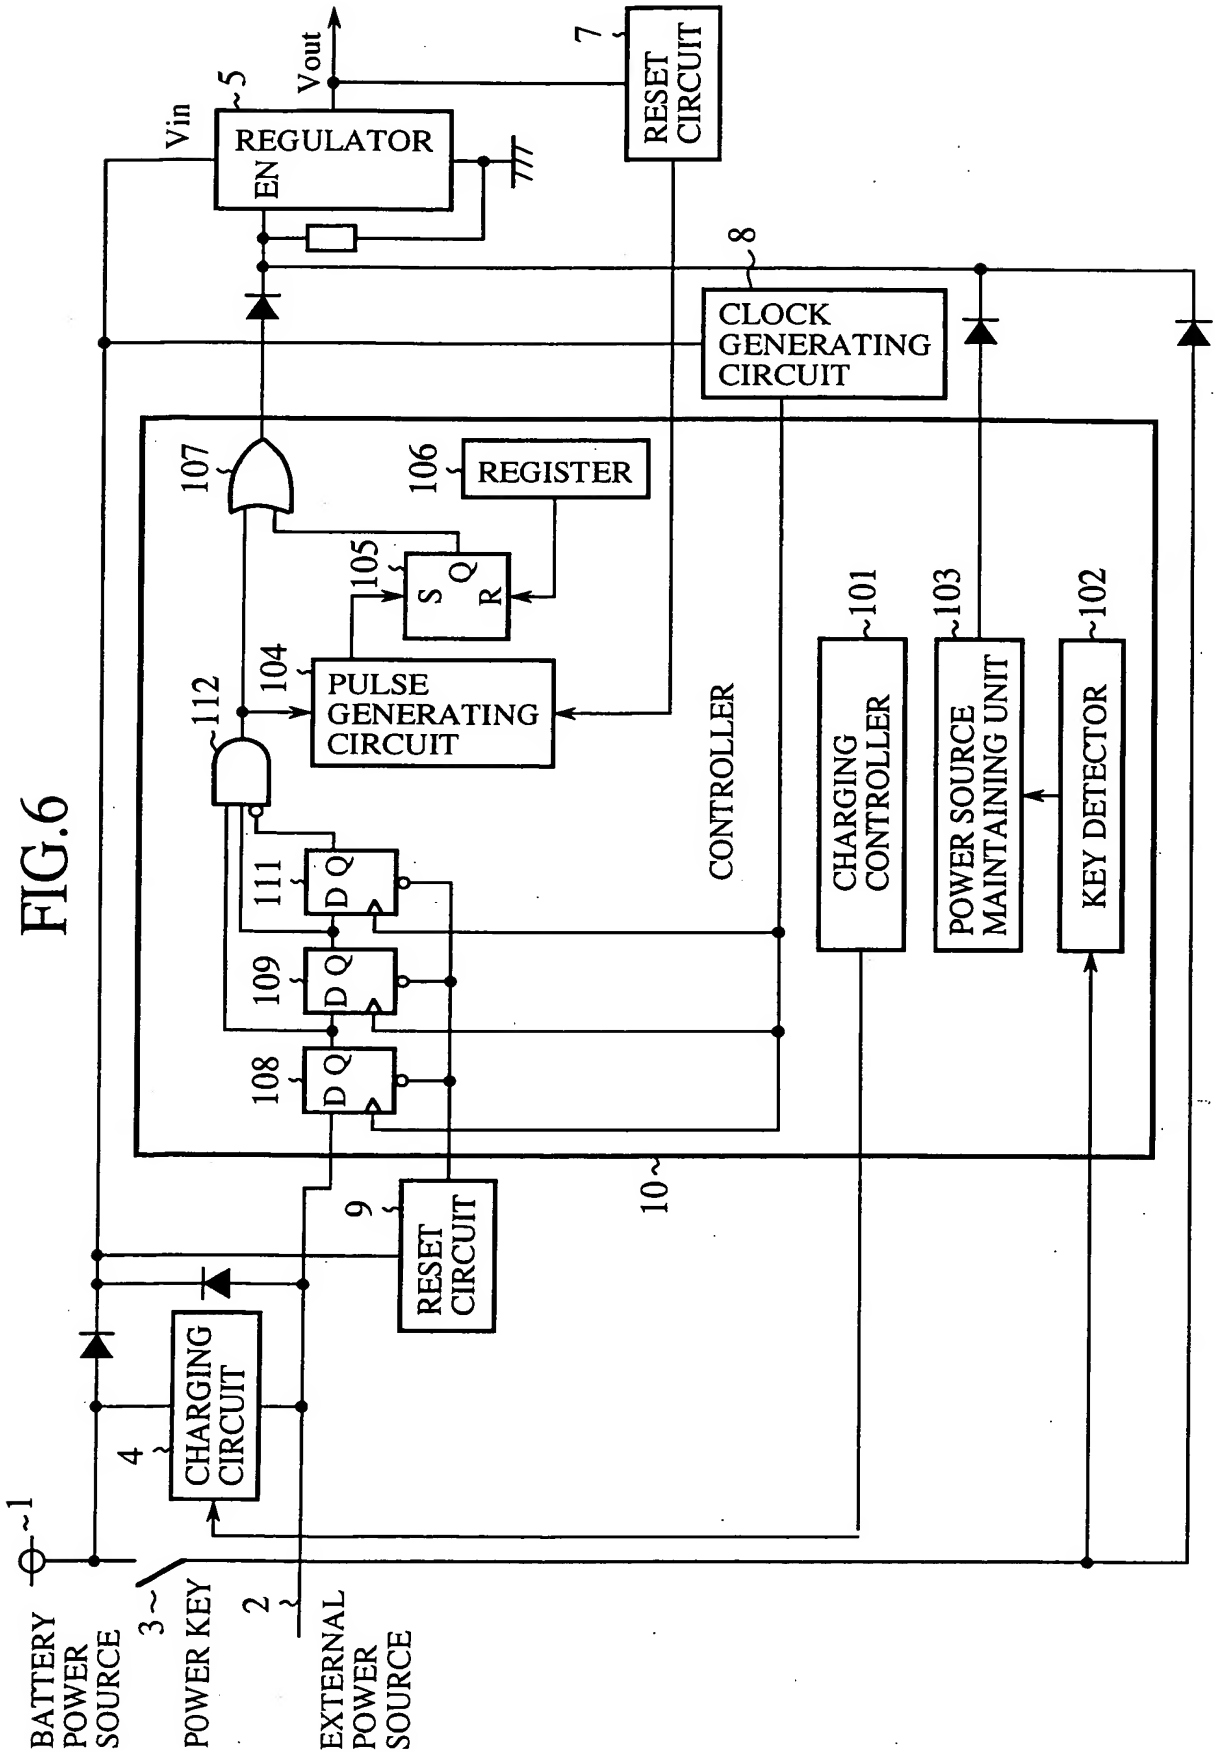 FIG.6
BATTERY
POWER
SOURCE
1
3
POWER KEY
2
EXTERNAL
POWER
SOURCE
4
CHARGING
CIRCUIT
9
RESET
CIRCUIT
10
108
D Q
109
D Q
111
D Q
112
104
PULSE
GENERATING
CIRCUIT
105
S
Q
R
106
REGISTER
107
CONTROLLER
CHARGING
CONTROLLER
101
POWER SOURCE
MAINTAINING UNIT
103
KEY DETECTOR
102
CLOCK
GENERATING
CIRCUIT
8
Vin
5
REGULATOR
EN
Vout
7
RESET
CIRCUIT